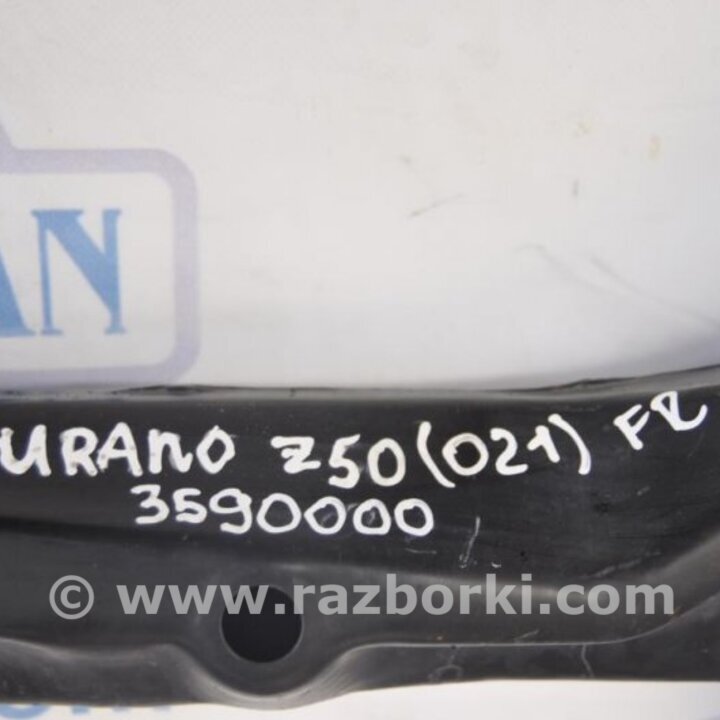 AN
URANO Z50 (021) FR
3590000
© www.razborki.com